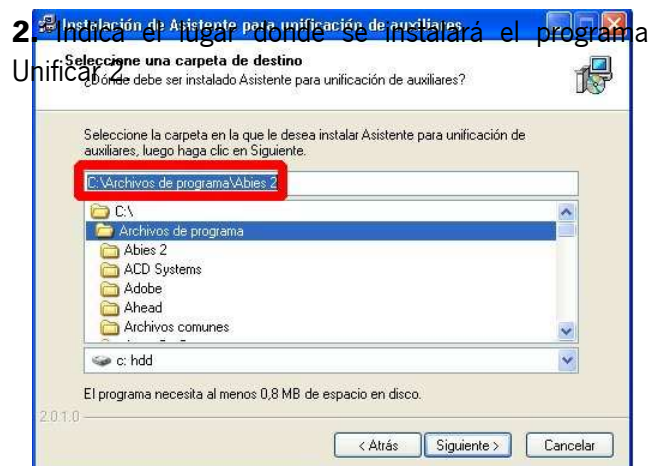 Instalación de Asistente para unificación de auxiliares
2. Indica el lugar donde se instalará el programa
Unificar 2.
Seleccione una carpeta de destino
¿Dónde debe ser instalado Asistente para unificación de auxiliares?
Seleccione la carpeta en la que le desea instalar Asistente para unificación de
auxiliares, luego haga clic en Siguiente.
C:\Archivos de programa\Abies 2
C:\
Archivos de programa
Abies 2
ACD Systems
Adobe
Ahead
Archivos comunes
c: hdd
El programa necesita al menos 0,8 MB de espacio en disco.
2.0.1.0
< Atrás Siguiente > Cancelar